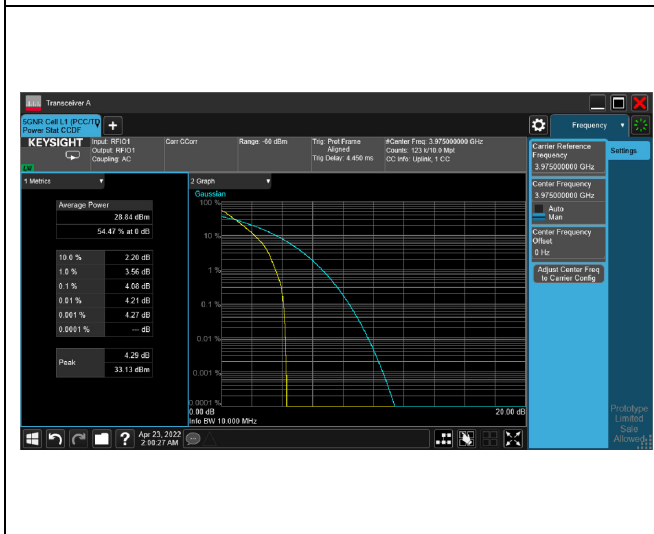 Transceiver A
5GNR Cell L1 (PCC/TD
Power Stat CCDF
Frequency
KEYSIGHT
Input: RFIO1
Output: RFIO1
Coupling: AC
Corr CCorr
Range: -60 dBm
Trig: Pret Frame
Aligned
Trig Delay: 4.450 ms
#Center Freq: 3.975000000 GHz
Counts: 123 k/10.0 Mpt
CC Info: Uplink, 1 CC
Carrier Reference
Frequency
3.975000000 GHz
Settings
Center Frequency
3.975000000 GHz
Auto
Man
Center Frequency
Offset
0 Hz
Adjust Center Freq
to Carrier Config
1 Metrics
Average Power
28.84 dBm
54.47 % at 0 dB
10.0 % 2.20 dB
1.0 % 3.56 dB
0.1 % 4.08 dB
0.01 % 4.21 dB
0.001 % 4.27 dB
0.0001 % --- dB
Peak 4.29 dB
33.13 dBm
2 Graph
Gaussian
100 %
10 %
1 %
0.1 %
0.01 %
0.001 %
0.0001 %
0.00 dB 20.00 dB
Info BW 10.000 MHz
Prototype
Limited
Sale
Allowed
? Apr 23, 2022
2:00:27 AM